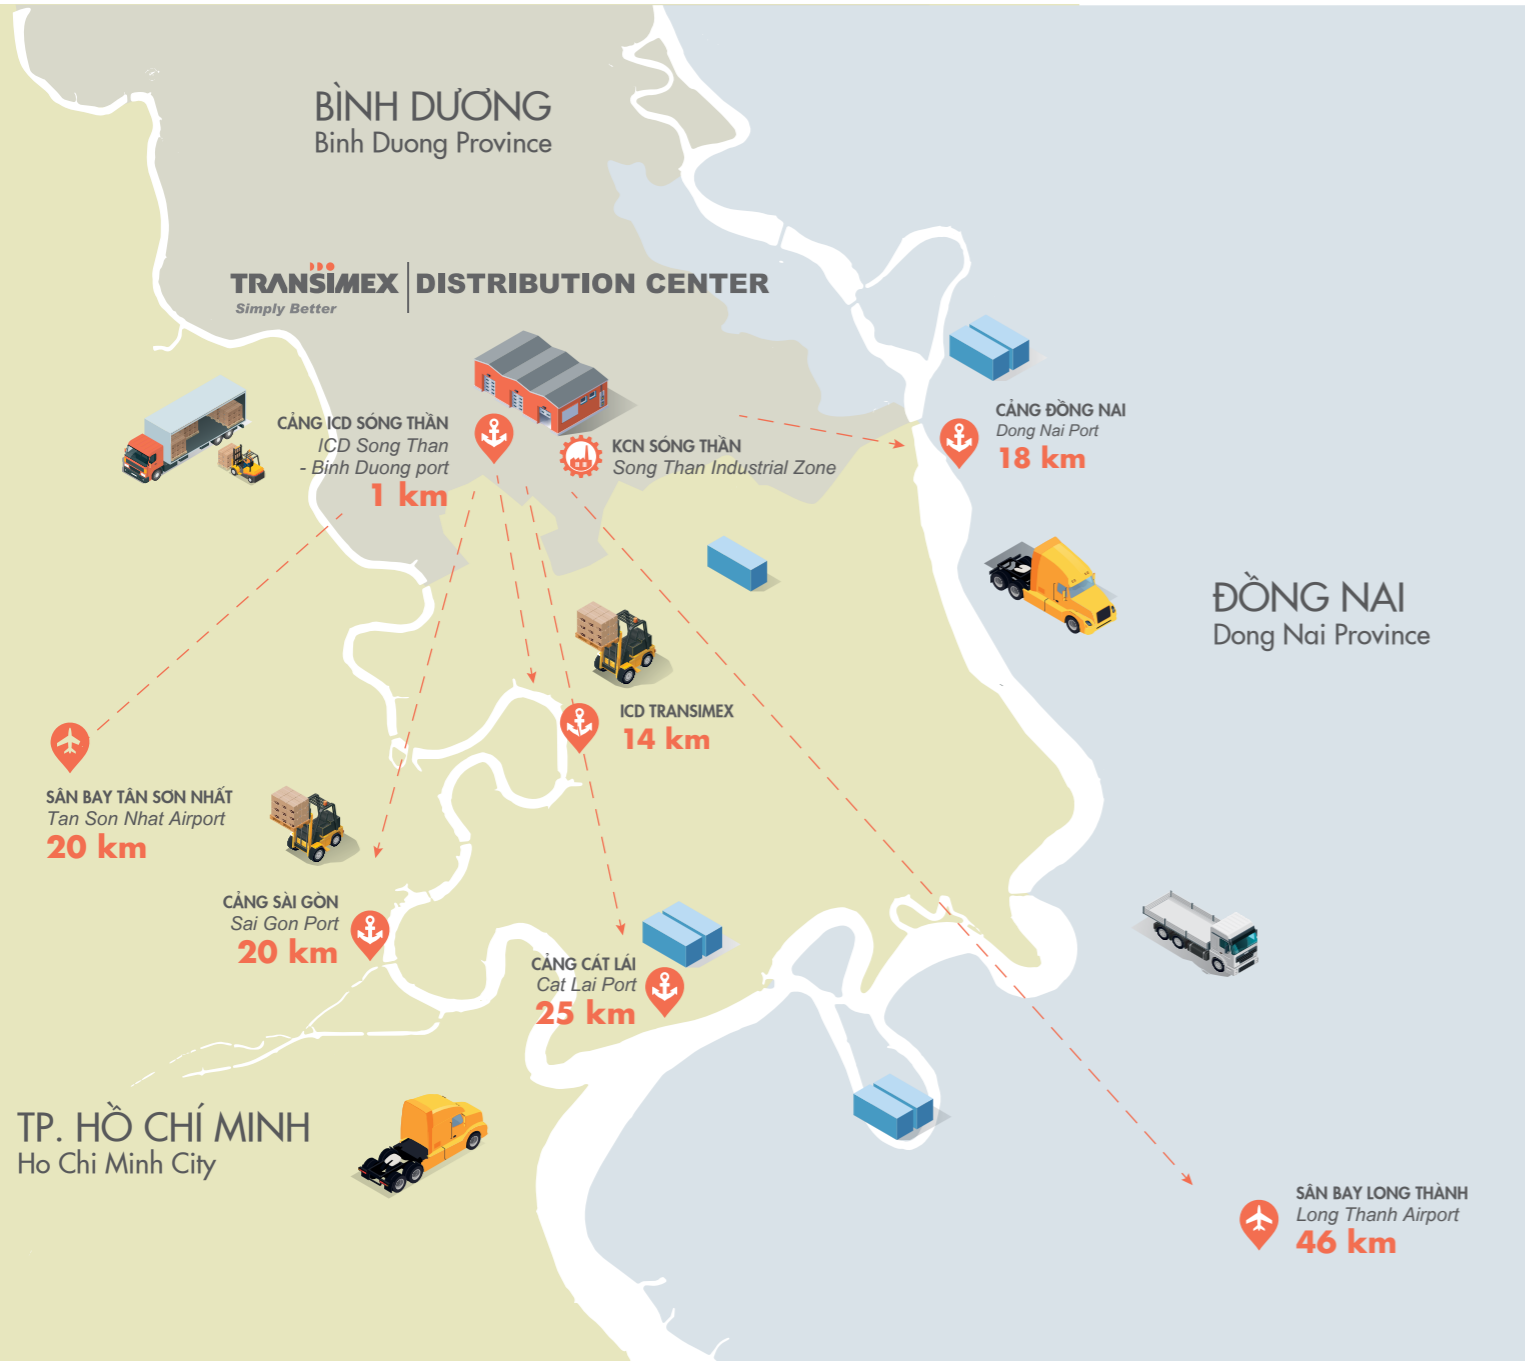 BÌNH DƯƠNG
Binh Duong Province
TRANSIMEX
Simply Better
DISTRIBUTION CENTER
CẢNG ICD SÓNG THẦN
ICD Song Than
- Binh Duong port
1 km
KCN SÓNG THẦN
Song Than Industrial Zone
CẢNG ĐỒNG NAI
Dong Nai Port
18 km
ĐỒNG NAI
Dong Nai Province
ICD TRANSIMEX
14 km
SÂN BAY TÂN SƠN NHẤT
Tan Son Nhat Airport
20 km
CẢNG SÀI GÒN
Sai Gon Port
20 km
CẢNG CÁT LÁI
Cat Lai Port
25 km
TP. HỒ CHÍ MINH
Ho Chi Minh City
SÂN BAY LONG THÀNH
Long Thanh Airport
46 km